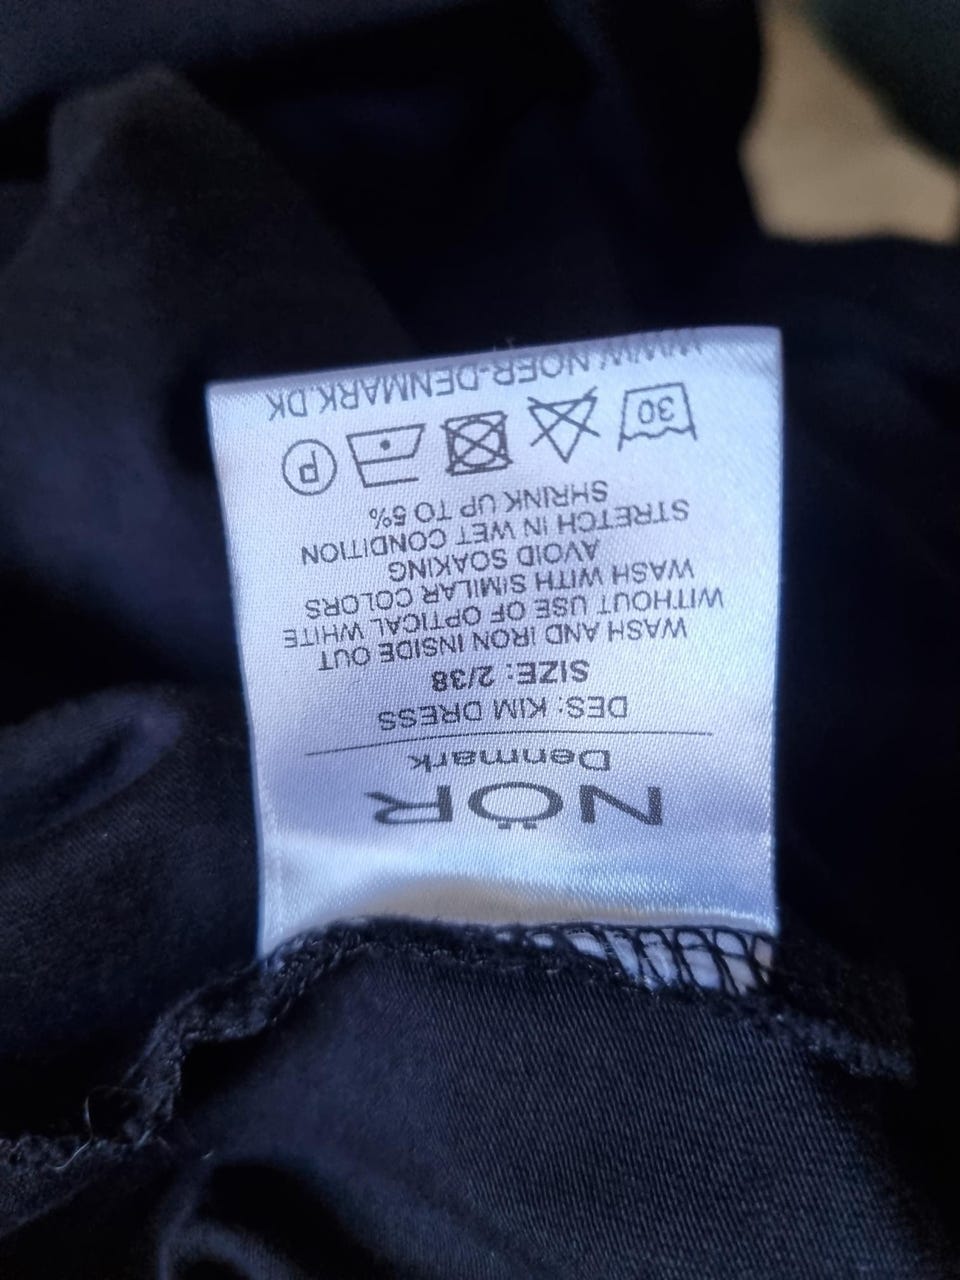 NÖR
Denmark
DES: KIM DRESS
SIZE: 2/38
WASH AND IRON INSIDE OUT
WITHOUT USE OF OPTICAL WHITE
WASH WITH SIMILAR COLORS
AVOID SOAKING
STRETCH IN WET CONDITION
SHRINK UP TO 5%
30 P
WWW.NOER-DENMARK.DK